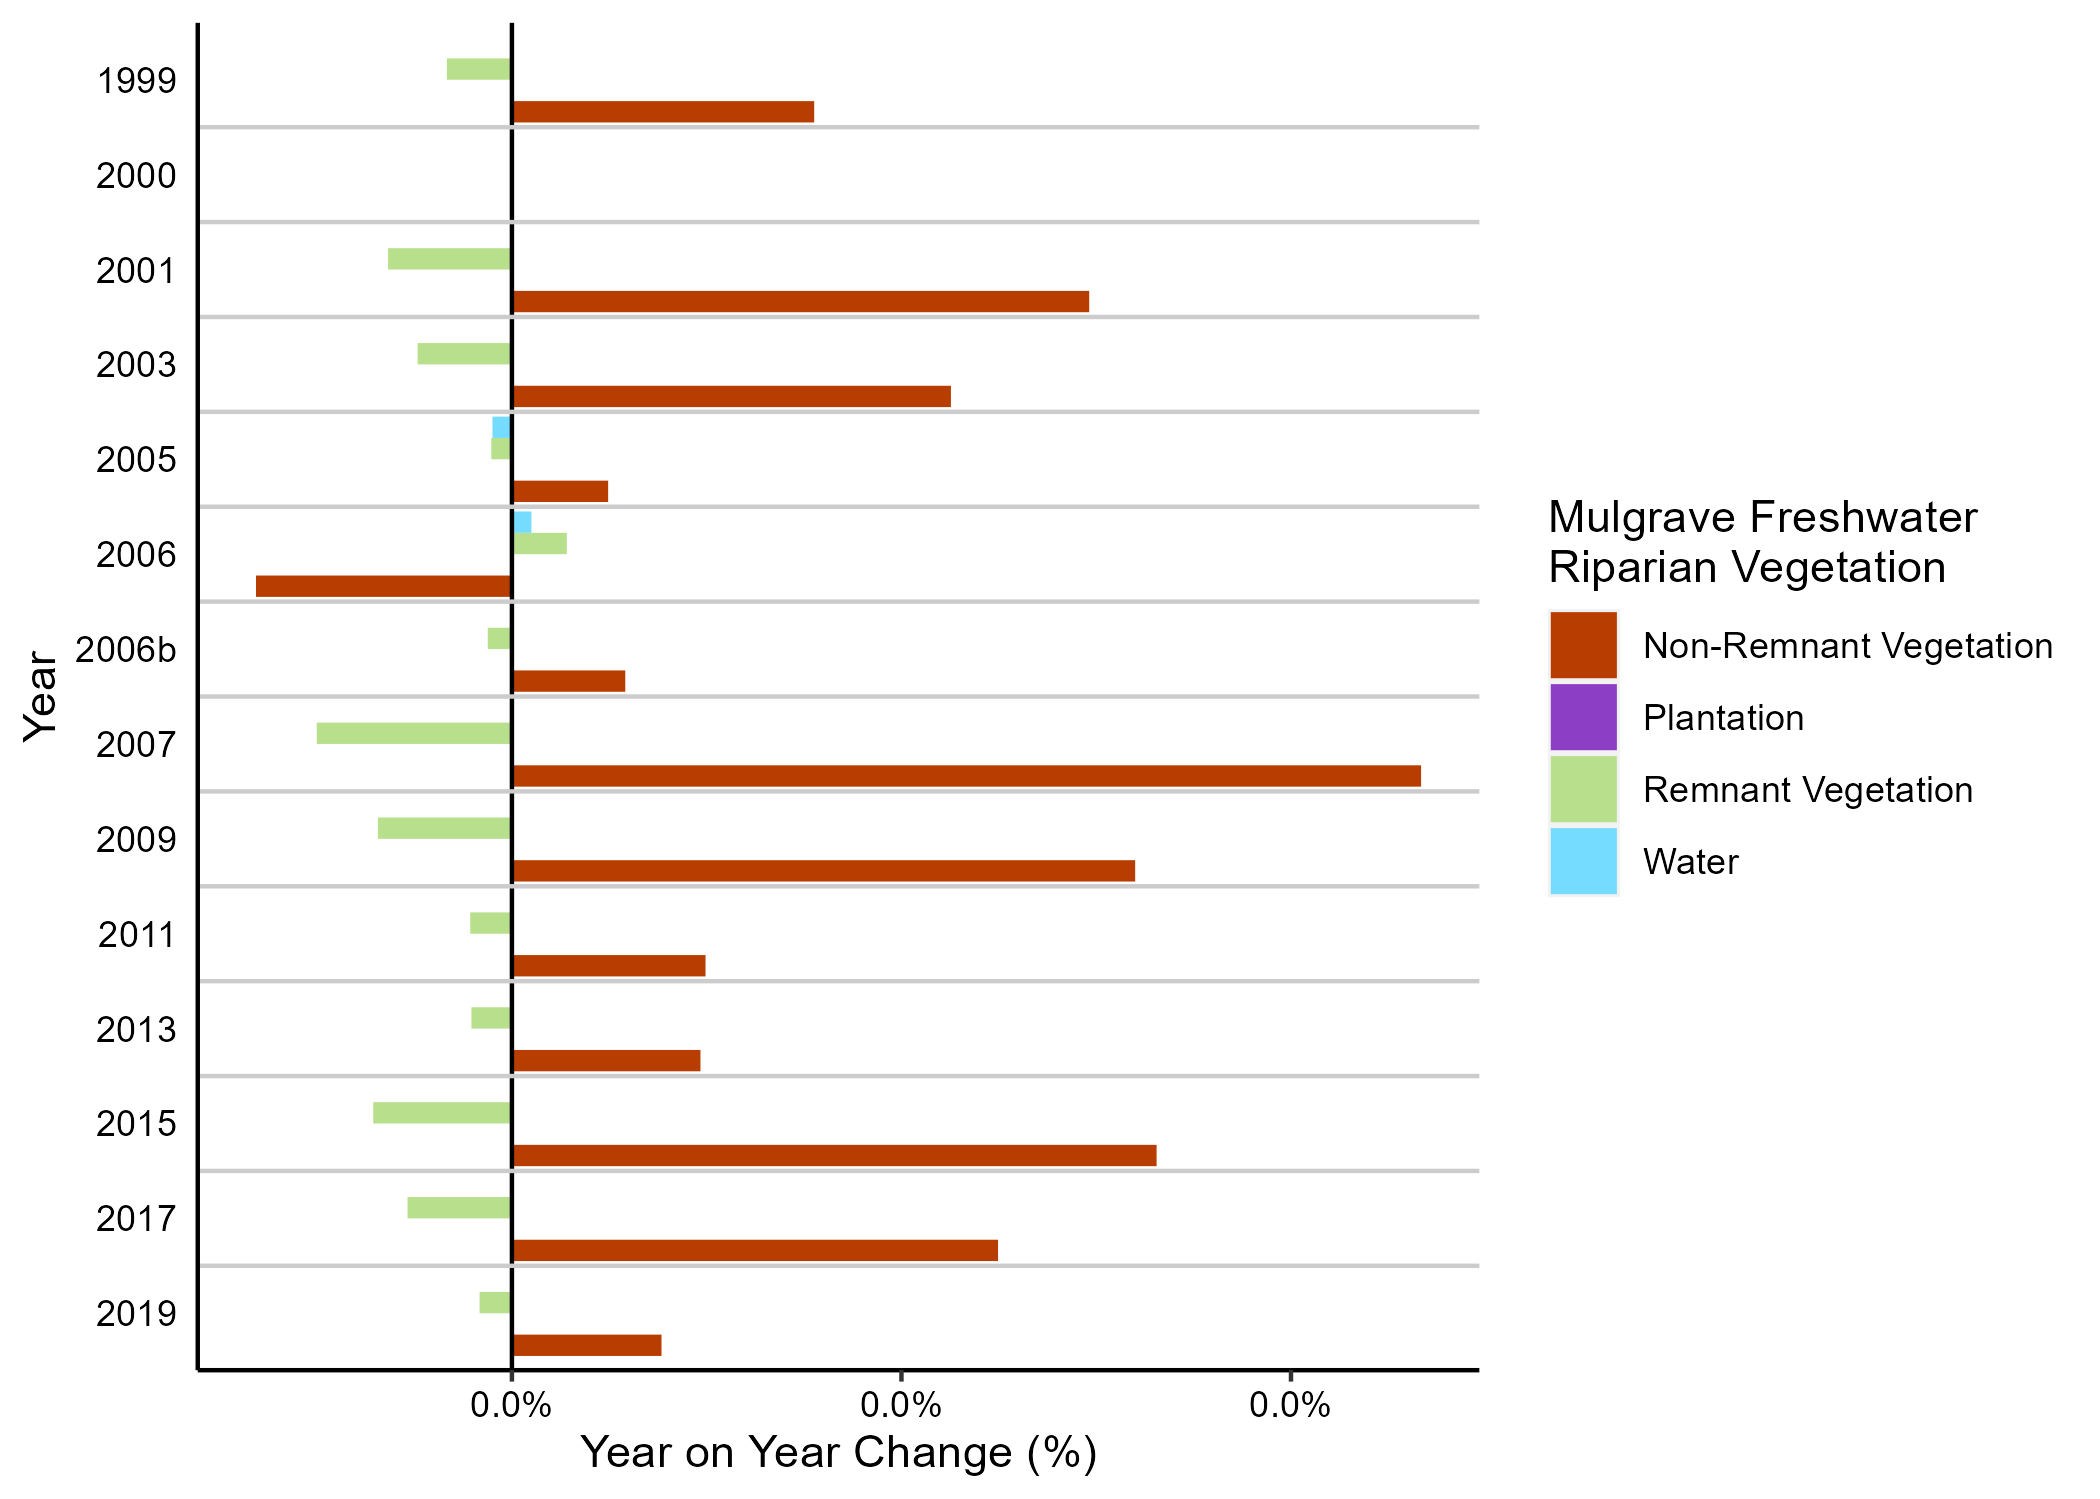 1999
2000
2001
2003
2005
2006
2006b
2007
2009
2011
2013
2015
2017
2019
Year
0.0% 0.0% 0.0%
Year on Year Change (%)
Mulgrave Freshwater
Riparian Vegetation
Non-Remnant Vegetation
Plantation
Remnant Vegetation
Water